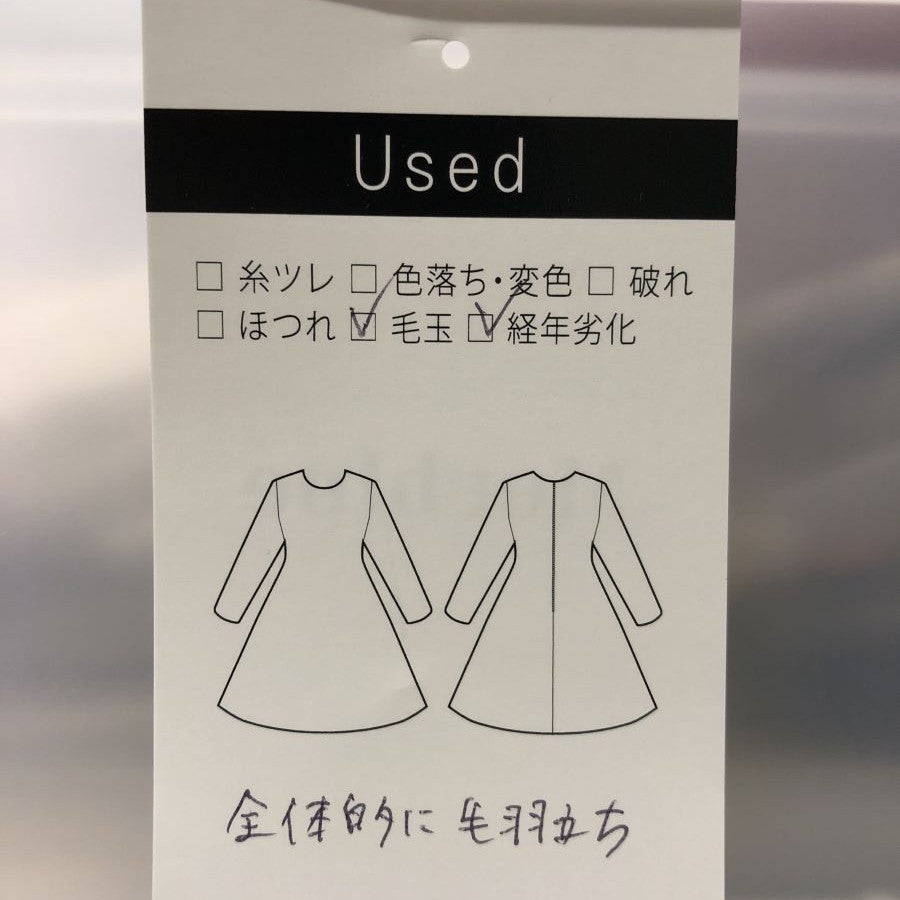 Used
□ 糸ツレ □ 色落ち・変色 □ 破れ
□ ほつれ ☑ 毛玉 ☑ 経年劣化
全体的に毛羽立ち